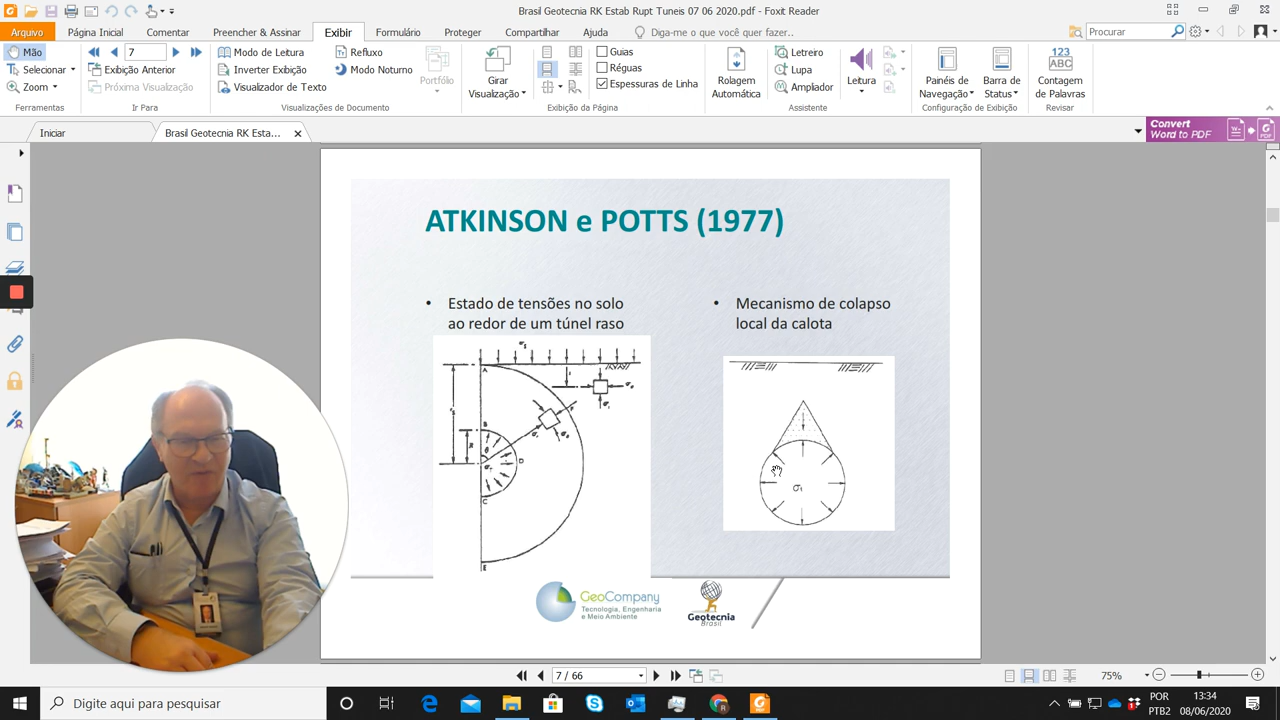 Brasil Geotecnia RK Estab Rupt Tuneis 07 06 2020.pdf - Foxit Reader
Arquivo Página Inicial Comentar Preencher & Assinar Exibir Formulário Proteger Compartilhar Ajuda Diga-me o que você quer fazer.. Procurar
Mão
Selecionar
Zoom
Ferramentas
7
Exibição Anterior
Próxima Visualização
Ir Para
Modo de Leitura
Inverter Exibição
Visualizador de Texto
Refluxo
Modo Noturno
Portfólio
Visualizações de Documento
Girar
Visualização
Guias
Réguas
Espessuras de Linha
Exibição da Página
Rolagem
Automática
Letreiro
Lupa
Ampliador
Assistente
Leitura
Painéis de
Navegação
Barra de
Status
Configuração de Exibição
123
ABC
Contagem
de Palavras
Revisar
Iniciar
Brasil Geotecnia RK Esta...
Convert
Word to PDF
PDF
ATKINSON e POTTS (1977)
• Estado de tensões no solo
ao redor de um túnel raso
• Mecanismo de colapso
local da calota
A
B
D
C
E
GeoCompany
Tecnologia, Engenharia
e Meio Ambiente
Geotecnia
Brasil
7 / 66
75%
Digite aqui para pesquisar
POR
PTB2
13:34
08/06/2020